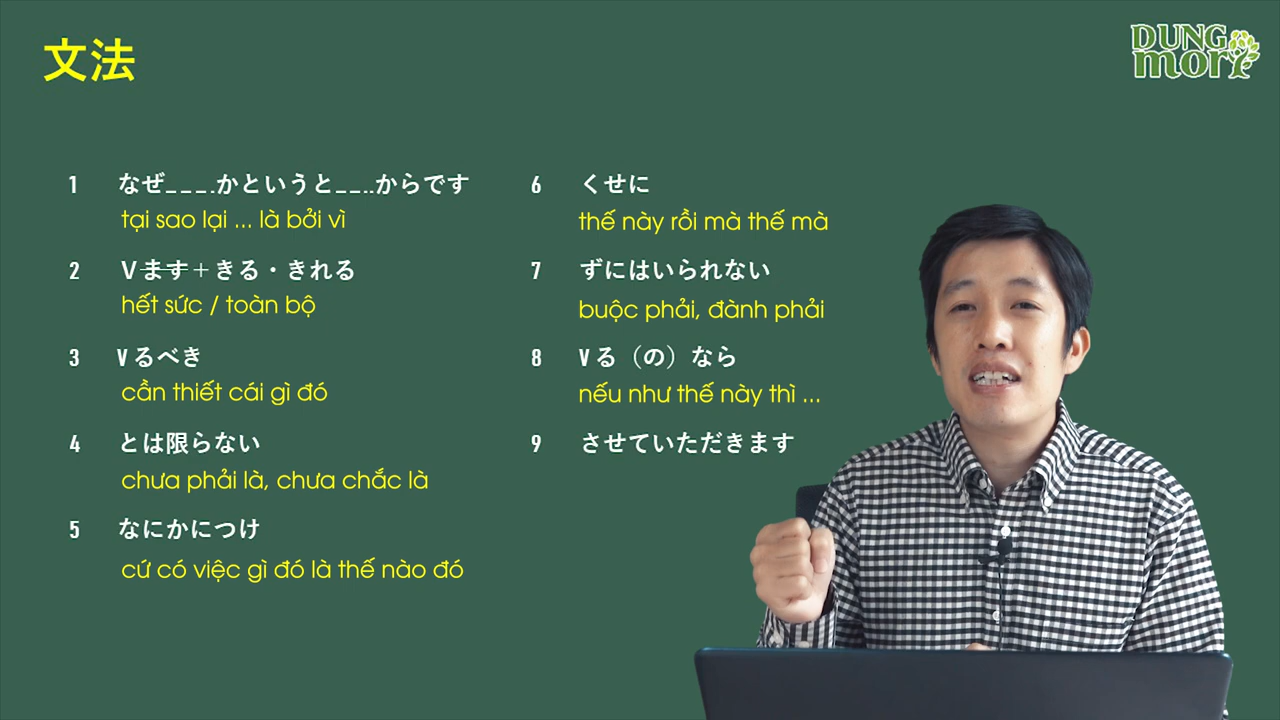 文法
DUNG
mori
1 なぜ____.かというと__..からです
tại sao lại ... là bởi vì
2 Vます＋きる・きれる
hết sức / toàn bộ
3 Vるべき
cần thiết cái gì đó
4 とは限らない
chưa phải là, chưa chắc là
5 なにかにつけ
cứ có việc gì đó là thế nào đó
6 くせに
thế này rồi mà thế mà
7 ずにはいられない
buộc phải, đành phải
8 Vる（の）なら
nếu như thế này thì ...
9 させていただきます